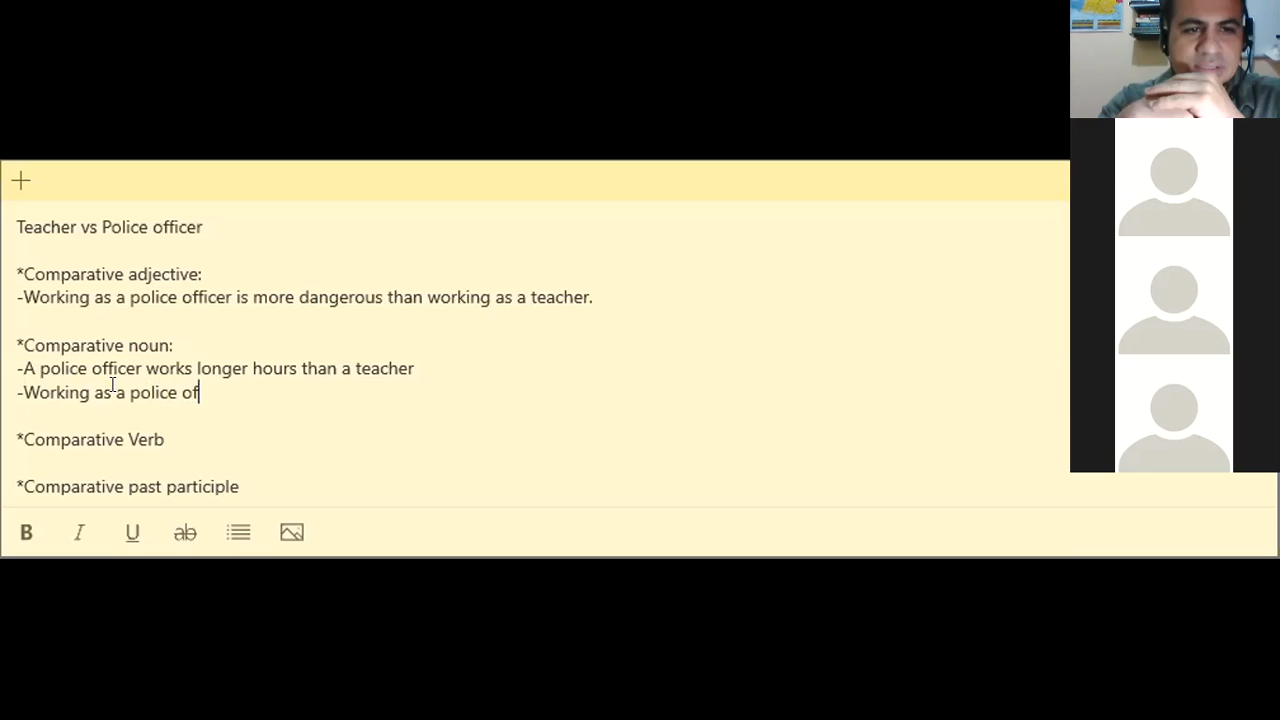 Teacher vs Police officer
*Comparative adjective:
-Working as a police officer is more dangerous than working as a teacher.
*Comparative noun:
-A police officer works longer hours than a teacher
-Working as a police of
*Comparative Verb
*Comparative past participle
B I U ab